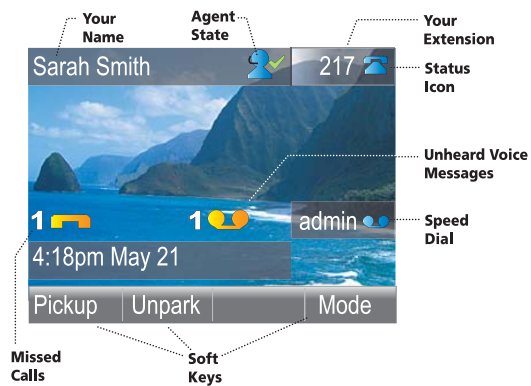 Your
Name
Agent
State
Your
Extension
Sarah Smith
217
Status
Icon
Unheard Voice
Messages
1
1
admin
Speed
Dial
4:18pm May 21
Pickup
Unpark
Mode
Missed
Calls
Soft
Keys